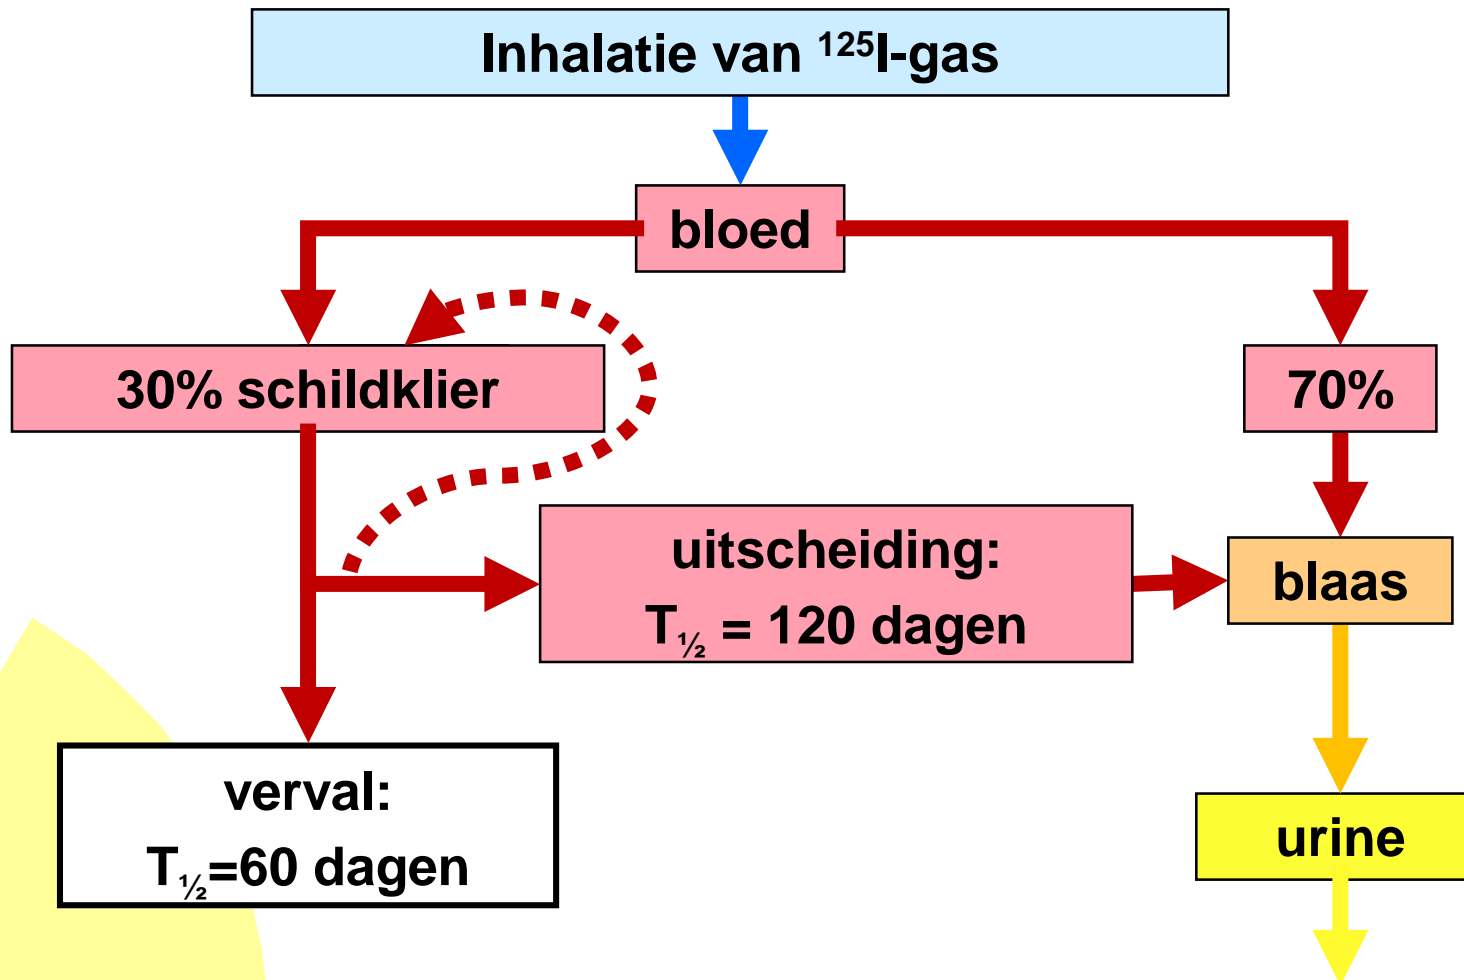 Inhalatie van ¹²⁵I-gas
bloed
30% schildklier
70%
uitscheiding:
T½ = 120 dagen
blaas
verval:
T½=60 dagen
urine